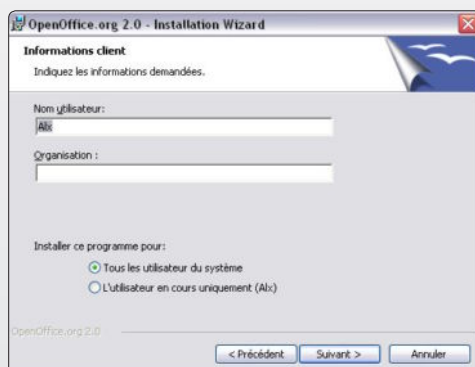 OpenOffice.org 2.0 - Installation Wizard
Informations client
Indiquez les informations demandées.
Nom utilisateur:
Alx
Organisation :
Installer ce programme pour:
Tous les utilisateur du système
L'utilisateur en cours uniquement (Alx)
OpenOffice.org 2.0
< Précédent Suivant > Annuler